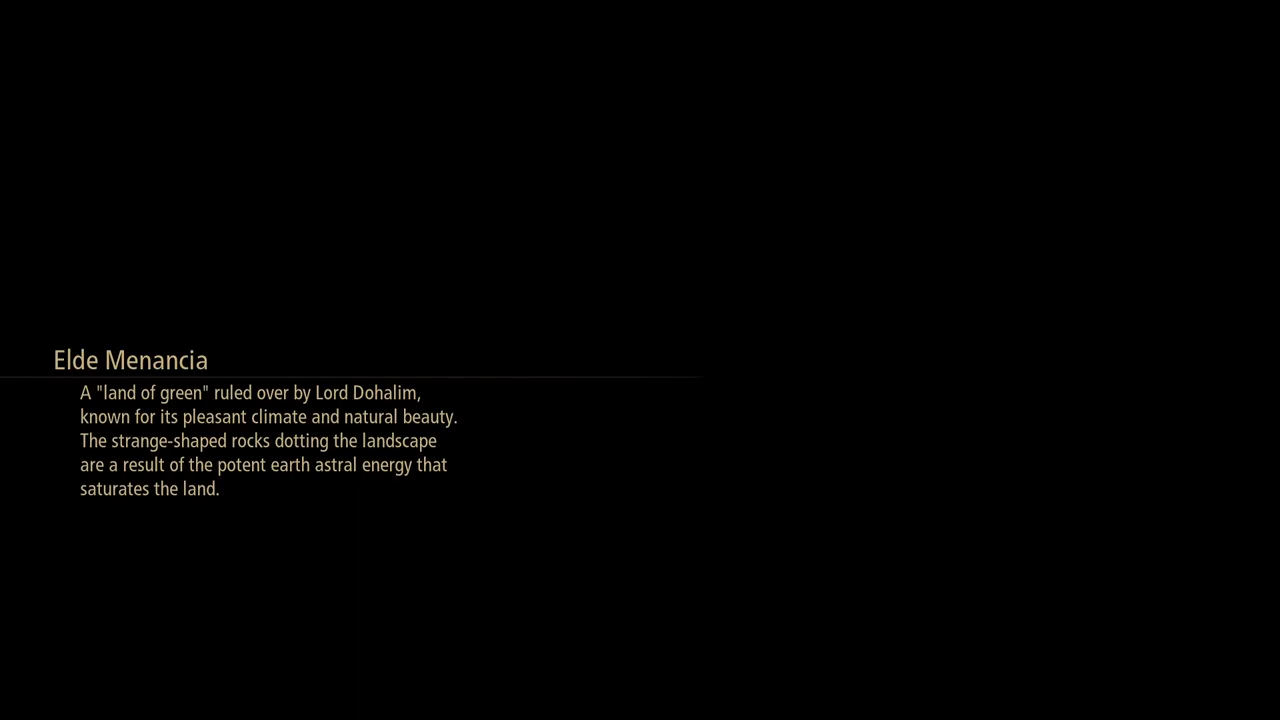 Elde Menancia
A "land of green" ruled over by Lord Dohalim,
known for its pleasant climate and natural beauty.
The strange-shaped rocks dotting the landscape
are a result of the potent earth astral energy that
saturates the land.